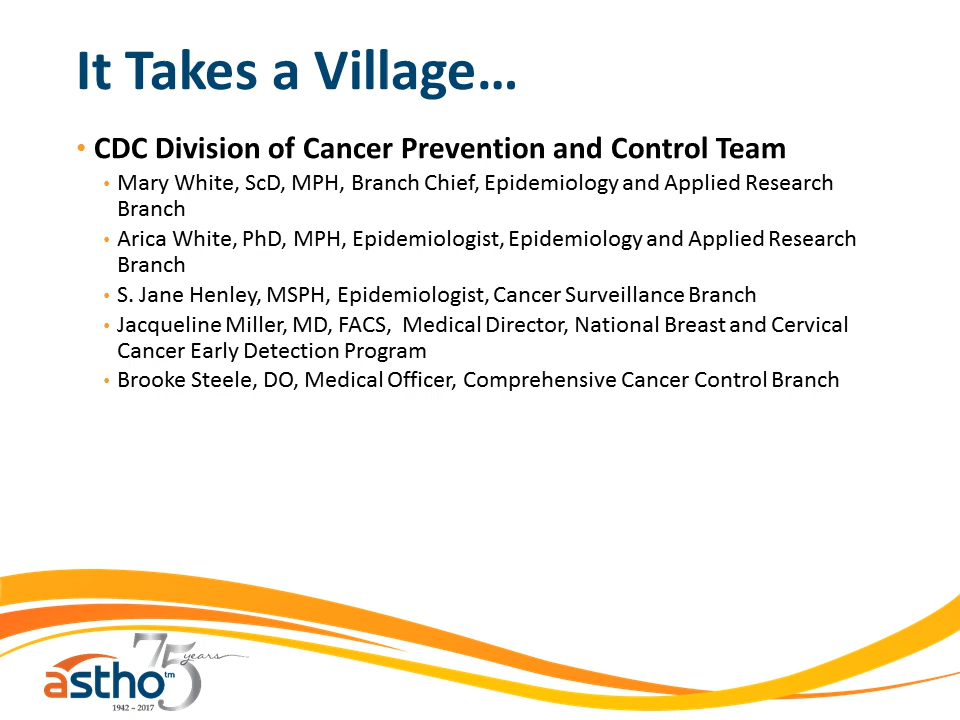 It Takes a Village…
• CDC Division of Cancer Prevention and Control Team
• Mary White, ScD, MPH, Branch Chief, Epidemiology and Applied Research
Branch
• Arica White, PhD, MPH, Epidemiologist, Epidemiology and Applied Research
Branch
• S. Jane Henley, MSPH, Epidemiologist, Cancer Surveillance Branch
• Jacqueline Miller, MD, FACS,  Medical Director, National Breast and Cervical
Cancer Early Detection Program
• Brooke Steele, DO, Medical Officer, Comprehensive Cancer Control Branch
75 years
astho™
1942 – 2017